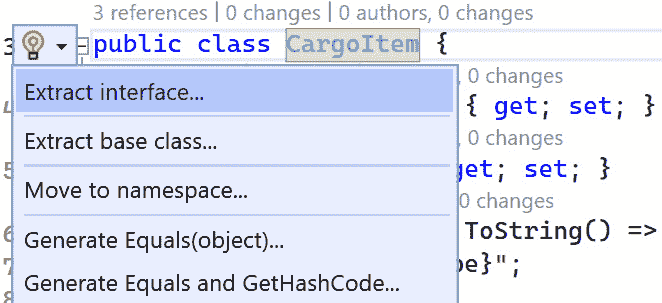 3 references | 0 changes | 0 authors, 0 changes
3 public class CargoItem {
Extract interface...
, 0 changes
{ get; set; }
Extract base class...
, 0 changes
5 get; set; }
Move to namespace...
0 changes
6 ToString() =>
Generate Equals(object)...
7 pe}";
Generate Equals and GetHashCode...